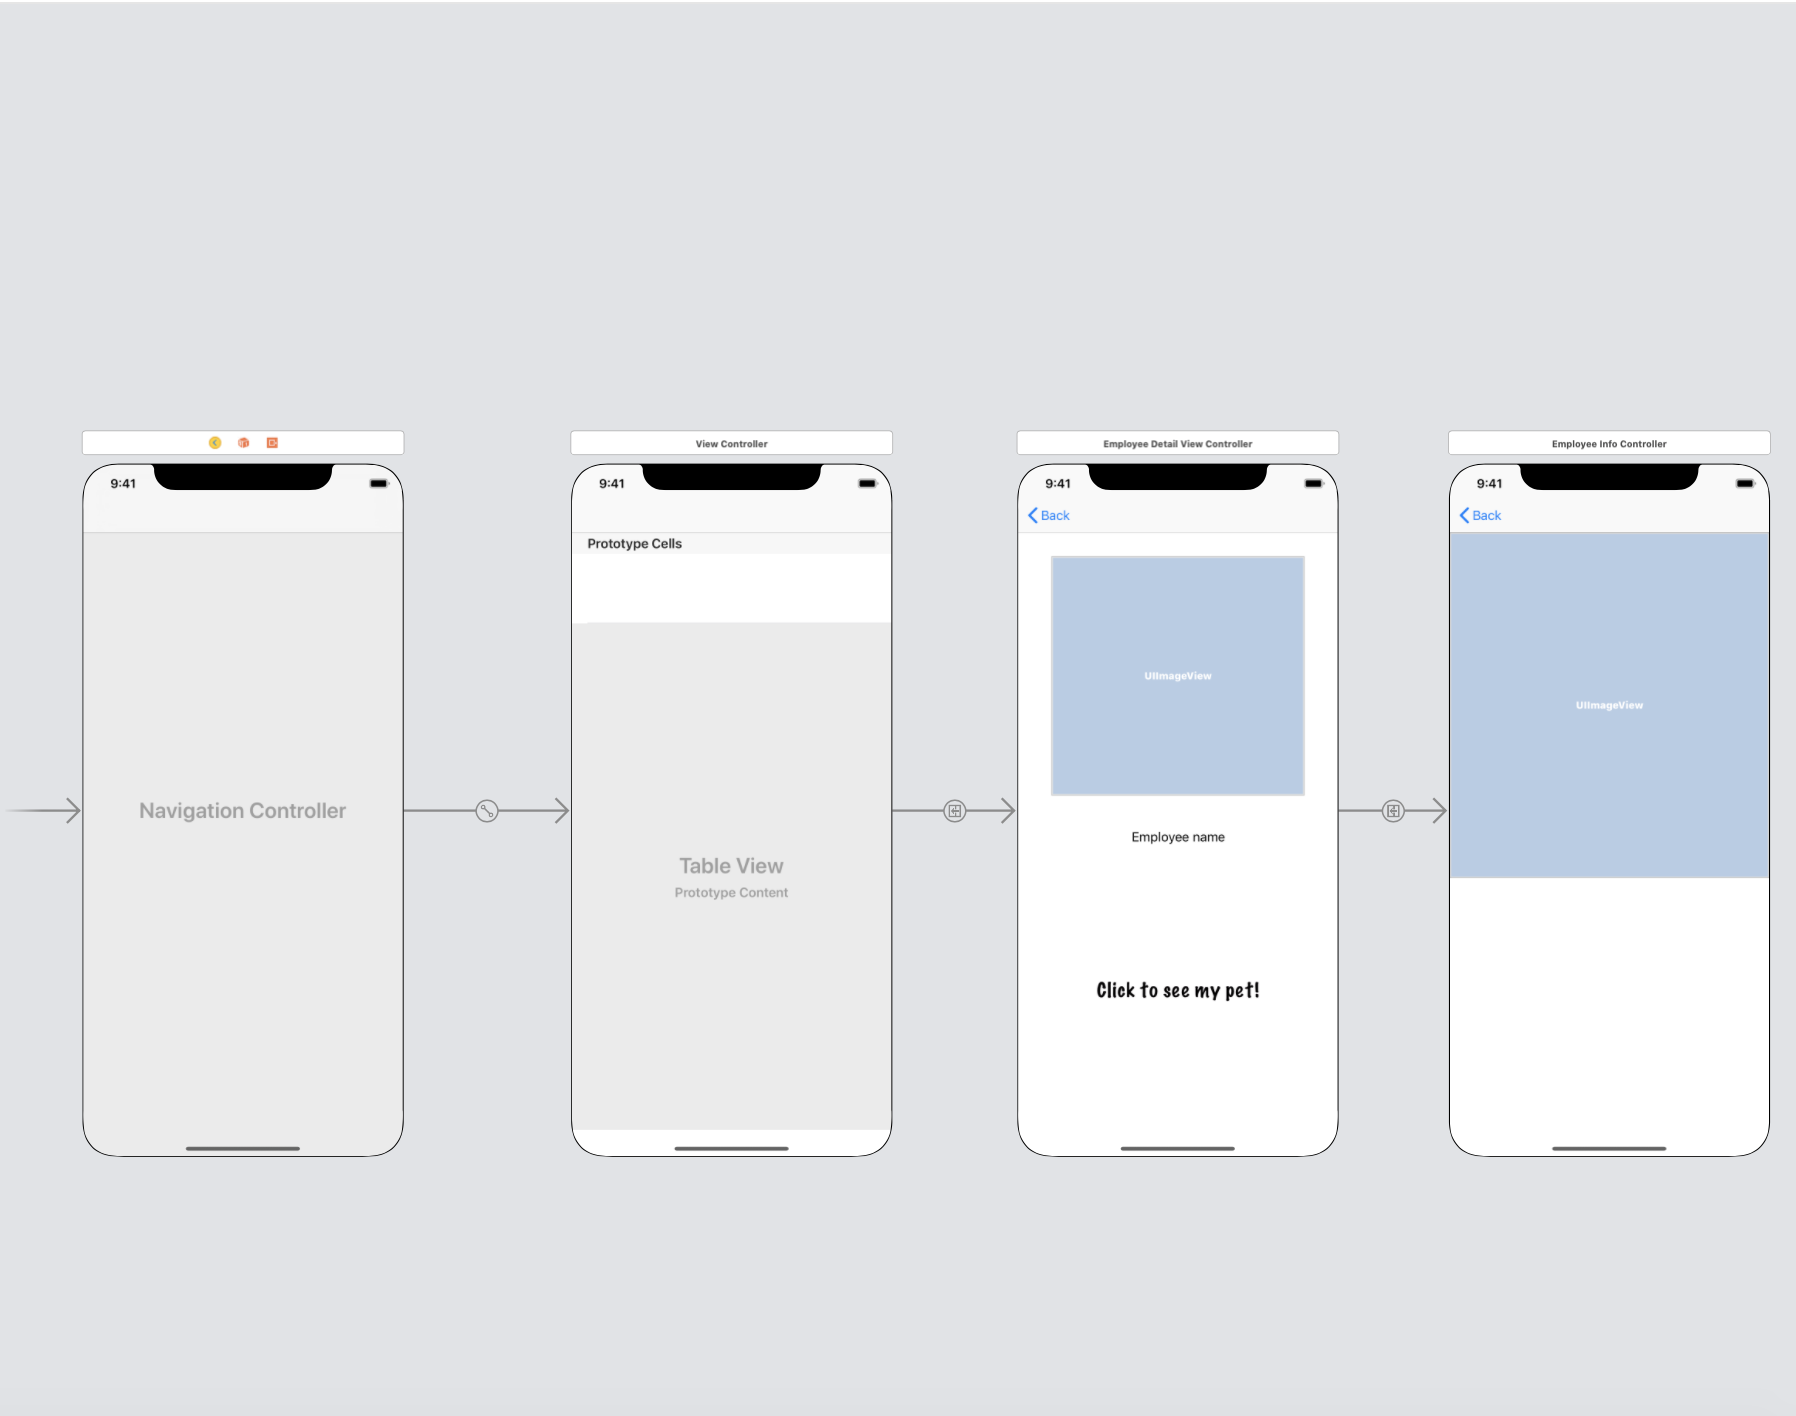 View Controller
Employee Detail View Controller
Employee Info Controller
9:41
9:41
9:41
9:41
Back
Back
Prototype Cells
UIImageView
UIImageView
Navigation Controller
Employee name
Table View
Prototype Content
Click to see my pet!